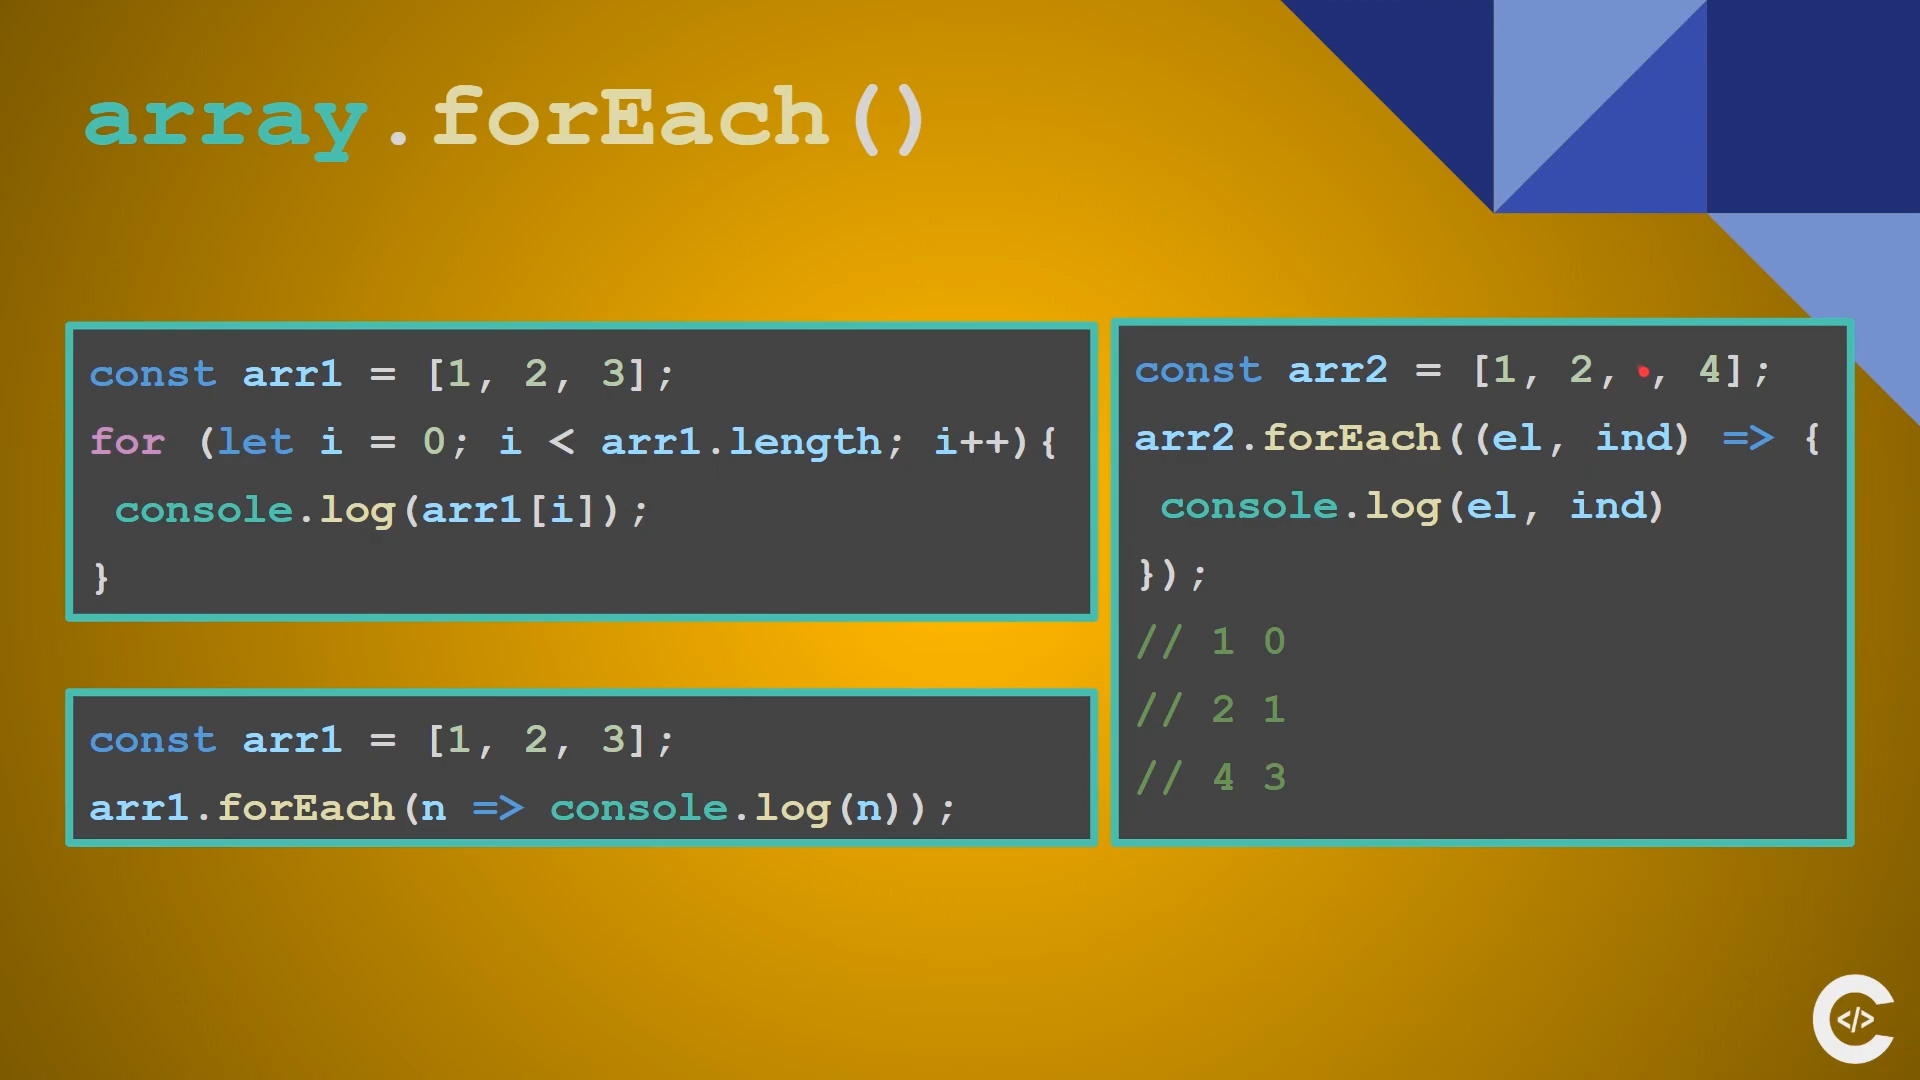 array.forEach()
const arr1 = [1, 2, 3];
for (let i = 0; i < arr1.length; i++){
 console.log(arr1[i]);
}
const arr1 = [1, 2, 3];
arr1.forEach(n => console.log(n));
const arr2 = [1, 2, , 4];
arr2.forEach((el, ind) => {
 console.log(el, ind)
});
// 1 0
// 2 1
// 4 3
C </>